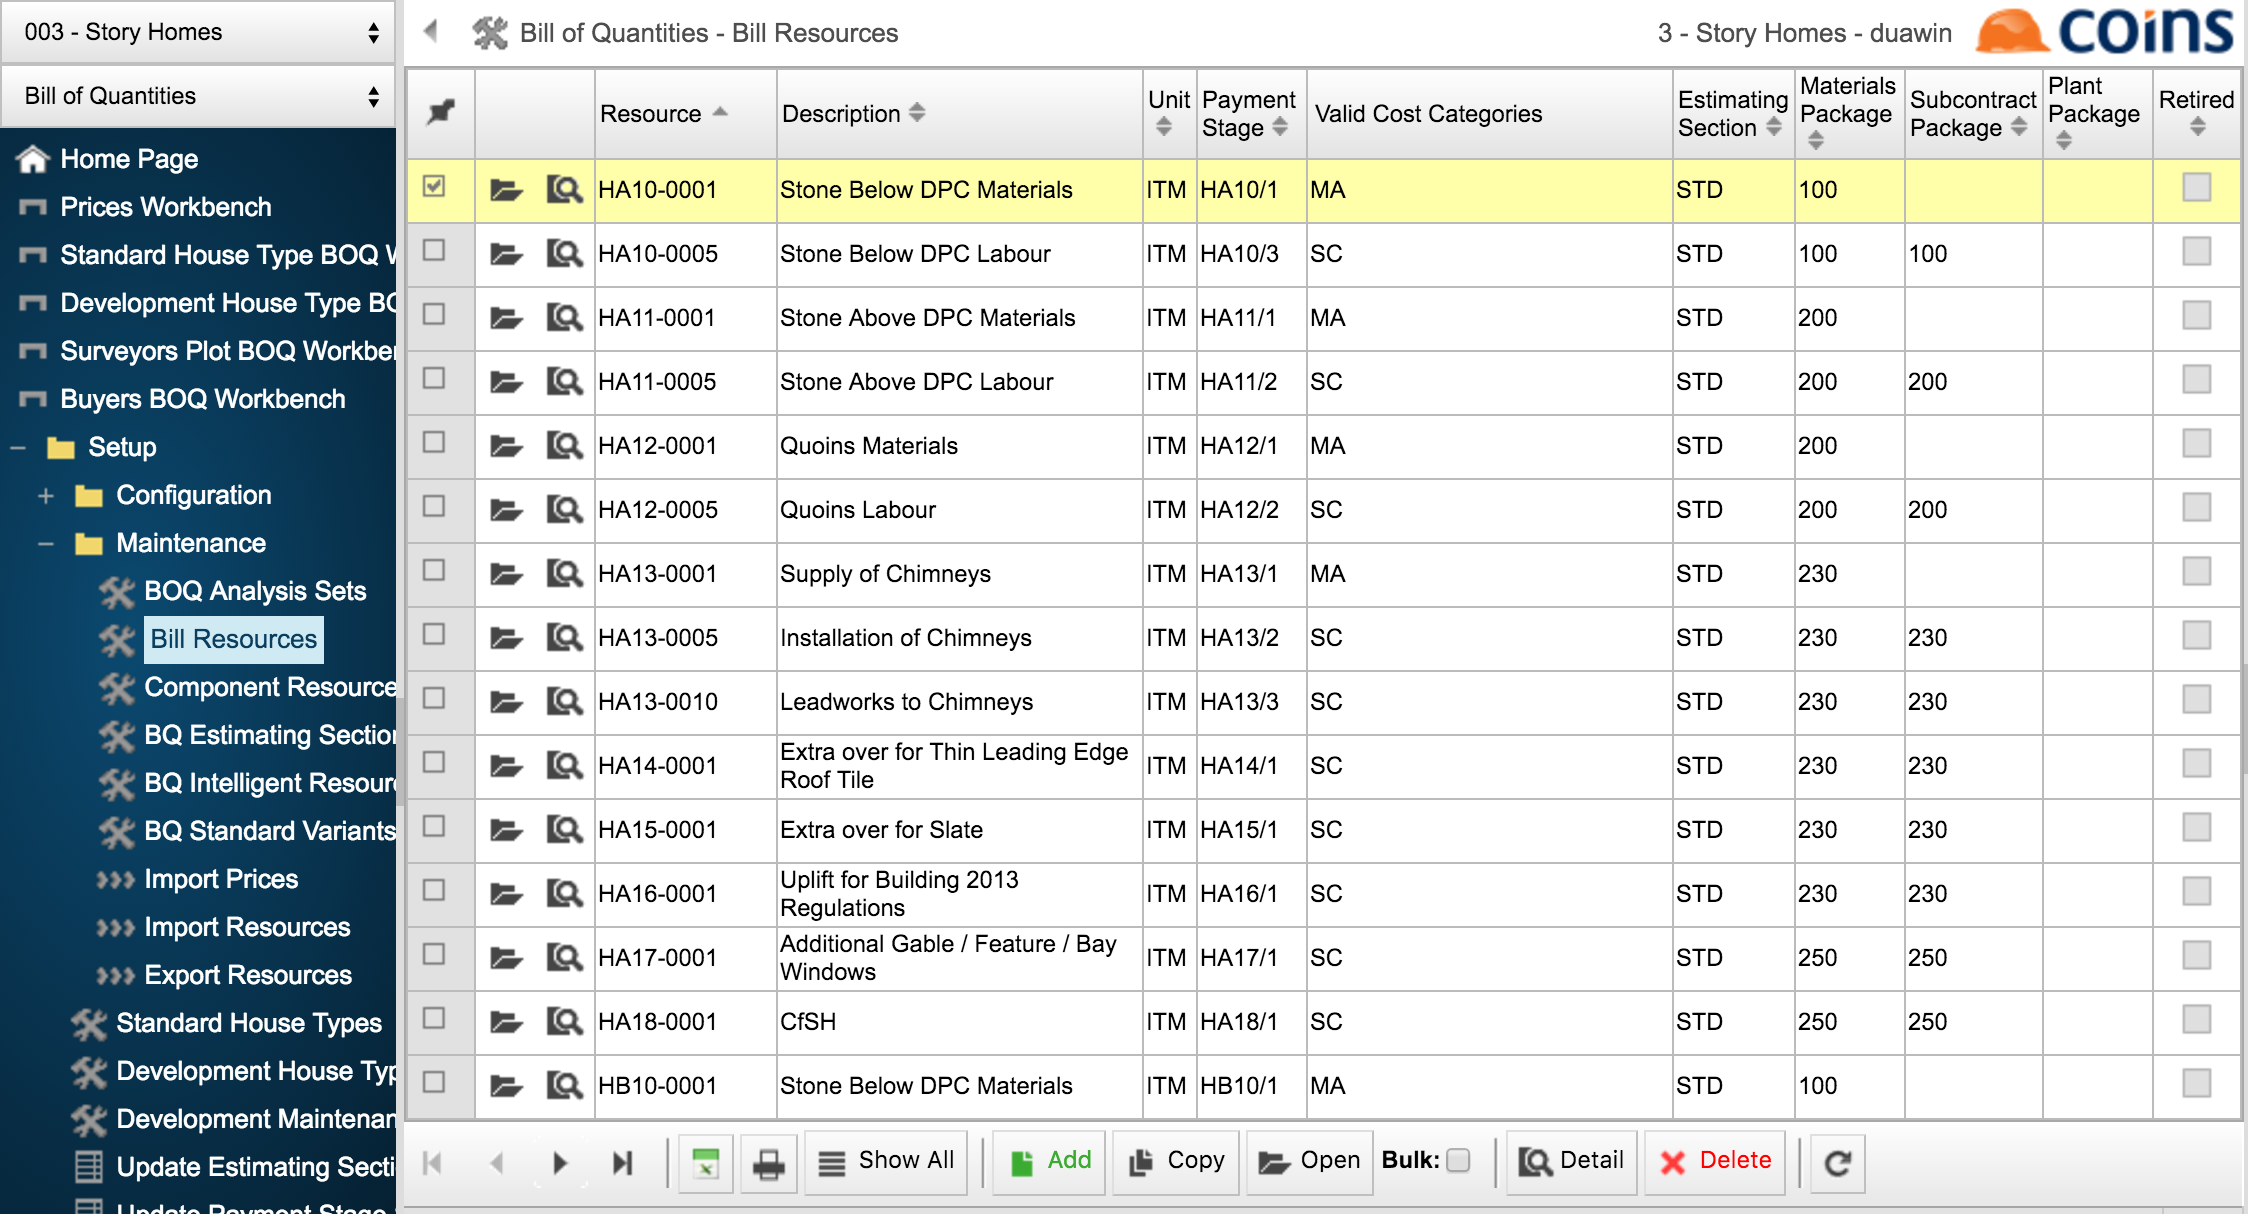 003 - Story Homes
Bill of Quantities
Home Page
Prices Workbench
Standard House Type BOQ
Development House Type BO
Surveyors Plot BOQ Workbe
Buyers BOQ Workbench
Setup
Configuration
Maintenance
BOQ Analysis Sets
Bill Resources
Component Resource
BQ Estimating Section
BQ Intelligent Resour
BQ Standard Variants
Import Prices
Import Resources
Export Resources
Standard House Types
Development House Typ
Development Maintenan
Update Estimating Secti
Update Payment Stage
Bill of Quantities - Bill Resources
3 - Story Homes - duawin
coins
Resource Description Unit Payment Stage Valid Cost Categories Estimating Section Materials Package Subcontract Package Plant Package Retired
HA10-0001 Stone Below DPC Materials ITM HA10/1 MA STD 100
HA10-0005 Stone Below DPC Labour ITM HA10/3 SC STD 100 100
HA11-0001 Stone Above DPC Materials ITM HA11/1 MA STD 200
HA11-0005 Stone Above DPC Labour ITM HA11/2 SC STD 200 200
HA12-0001 Quoins Materials ITM HA12/1 MA STD 200
HA12-0005 Quoins Labour ITM HA12/2 SC STD 200 200
HA13-0001 Supply of Chimneys ITM HA13/1 MA STD 230
HA13-0005 Installation of Chimneys ITM HA13/2 SC STD 230 230
HA13-0010 Leadworks to Chimneys ITM HA13/3 SC STD 230 230
HA14-0001 Extra over for Thin Leading Edge Roof Tile ITM HA14/1 SC STD 230 230
HA15-0001 Extra over for Slate ITM HA15/1 SC STD 230 230
HA16-0001 Uplift for Building 2013 Regulations ITM HA16/1 SC STD 230 230
HA17-0001 Additional Gable / Feature / Bay Windows ITM HA17/1 SC STD 250 250
HA18-0001 CfSH ITM HA18/1 SC STD 250 250
HB10-0001 Stone Below DPC Materials ITM HB10/1 MA STD 100
Show All Add Copy Open Bulk: Detail Delete